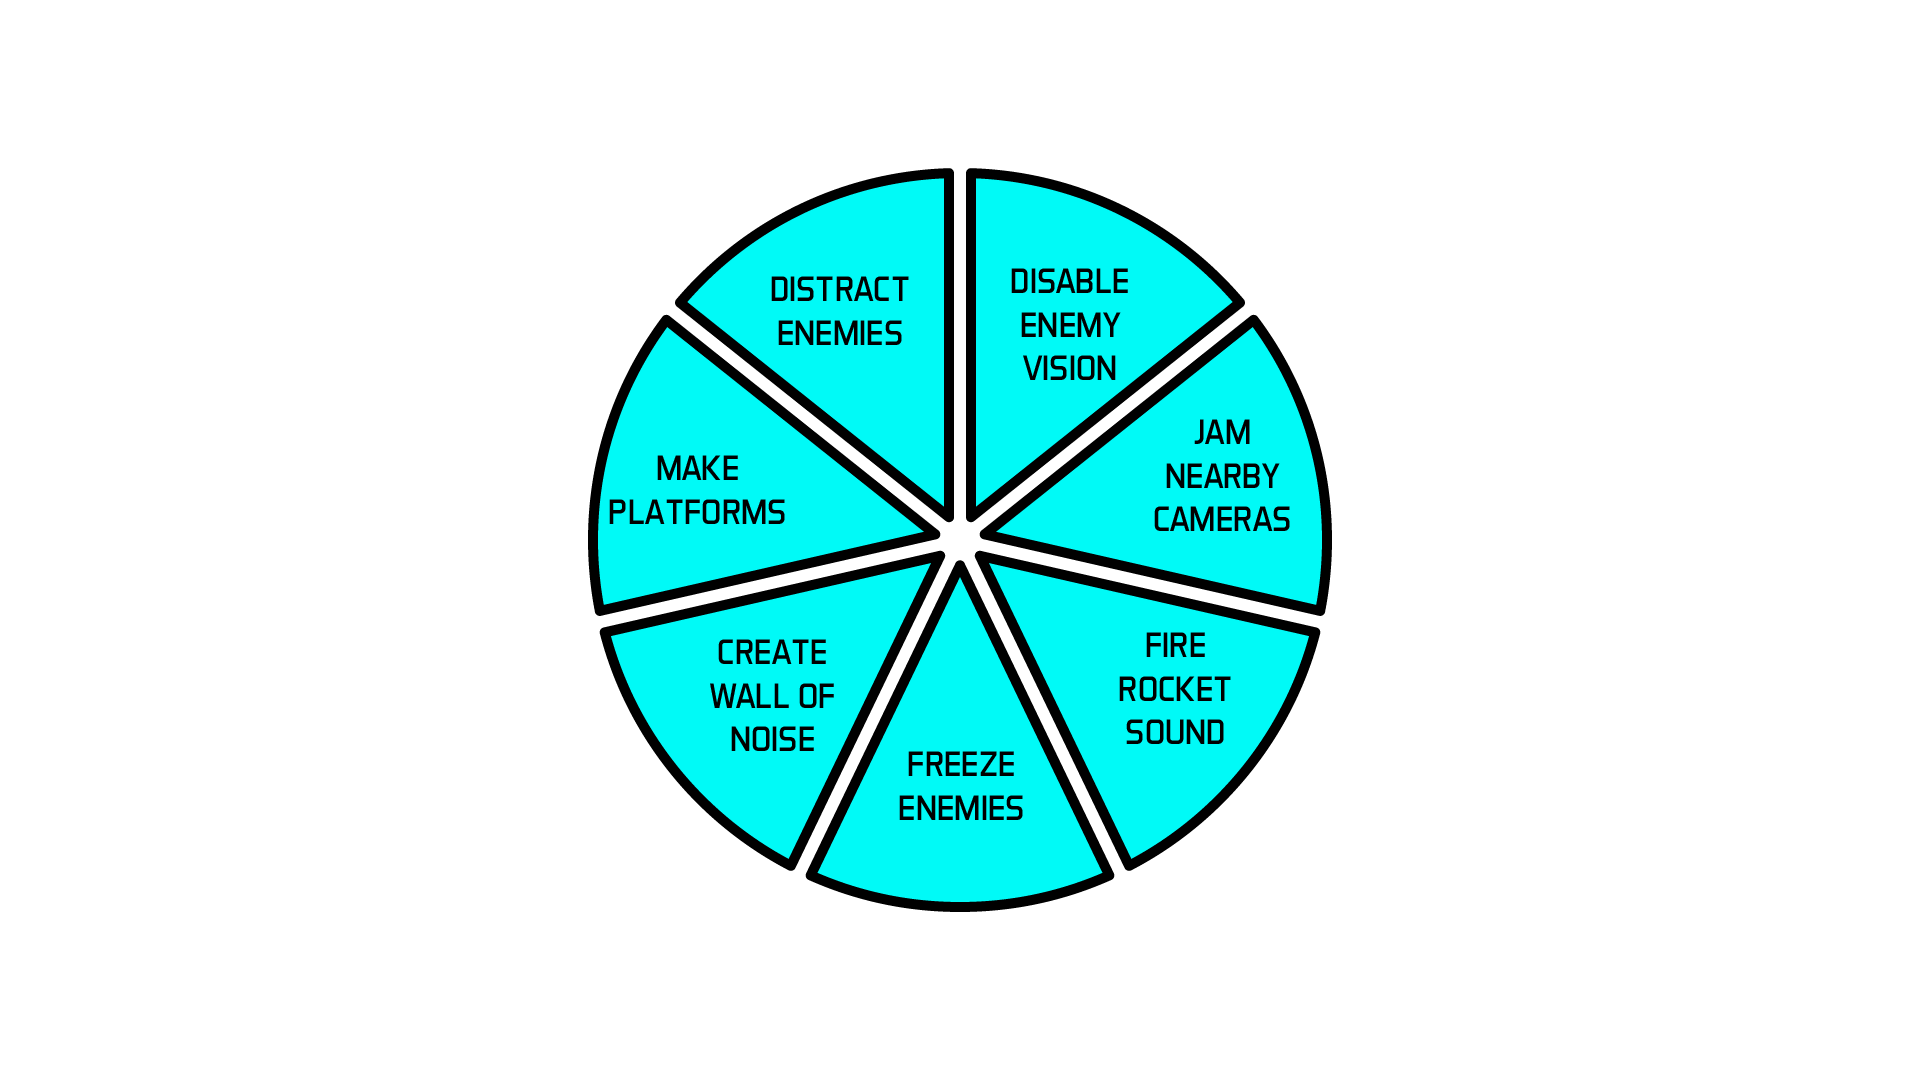 DISTRACT
ENEMIES
DISABLE
ENEMY
VISION
JAM
NEARBY
CAMERAS
MAKE
PLATFORMS
FIRE
ROCKET
SOUND
CREATE
WALL OF
NOISE
FREEZE
ENEMIES